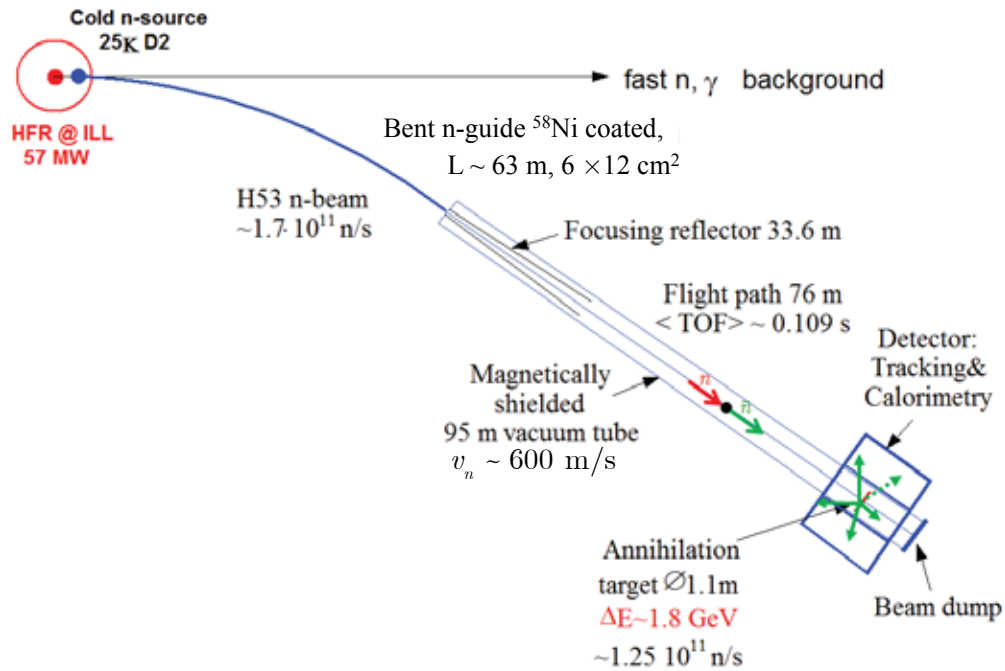 Cold n-source
25K D2
fast n, γ background
HFR @ ILL
57 MW
Bent n-guide ⁵⁸Ni coated,
L ~ 63 m, 6 ×12 cm²
H53 n-beam
~1.7· 10¹¹ n/s
Focusing reflector 33.6 m
Flight path 76 m
< TOF> ~ 0.109 s
Detector:
Tracking&
Calorimetry
Magnetically
shielded
95 m vacuum tube
vₙ ~ 600 m/s
n
n̄
Annihilation
target ∅1.1m
ΔE~1.8 GeV
~1.25 10¹¹ n/s
Beam dump